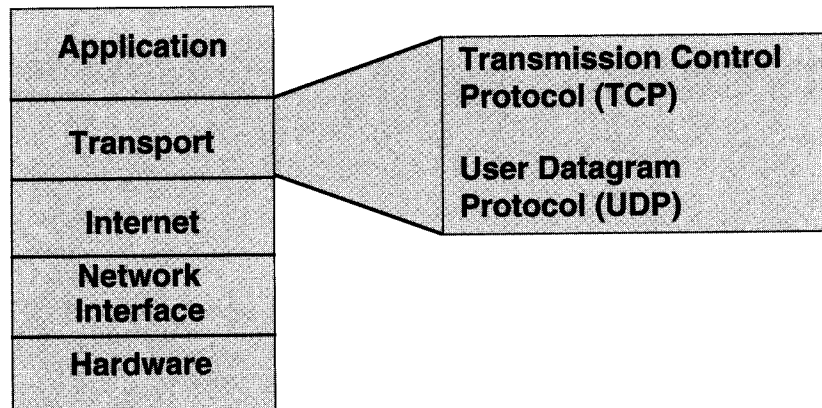 Application
Transport
Internet
Network
Interface
Hardware
Transmission Control
Protocol (TCP)
User Datagram
Protocol (UDP)